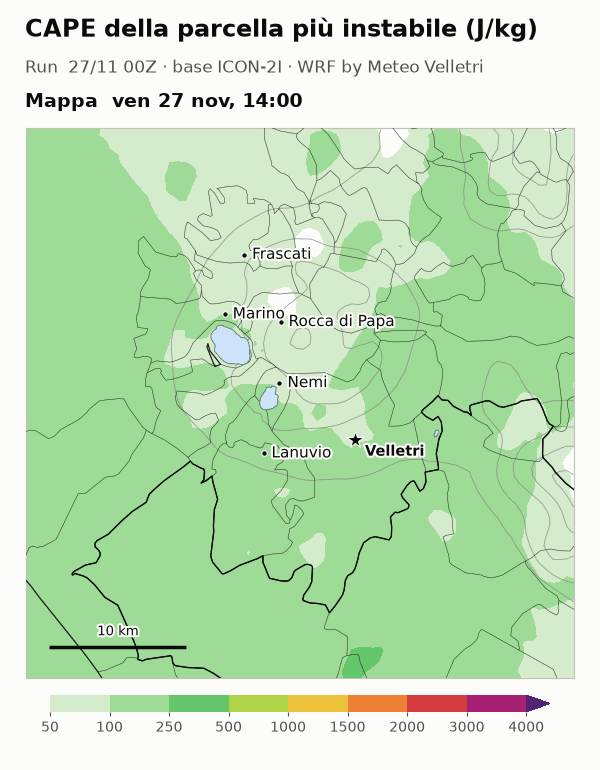 CAPE della parcella più instabile (J/kg)
Run  27/11 00Z · base ICON-2I · WRF by Meteo Velletri
Mappa  ven 27 nov, 14:00
Frascati
Marino
Rocca di Papa
Nemi
Velletri
Lanuvio
10 km
50 100 250 500 1000 1500 2000 3000 4000